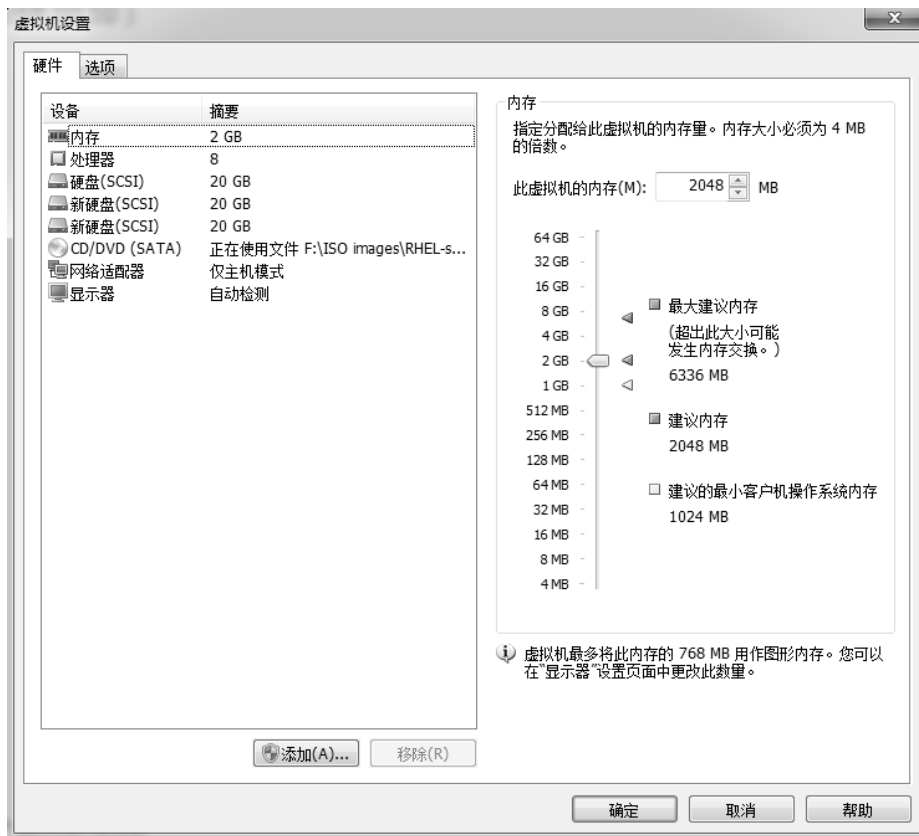 虚拟机设置
硬件
选项
设备 摘要
内存 2 GB
处理器 8
硬盘(SCSI) 20 GB
新硬盘(SCSI) 20 GB
新硬盘(SCSI) 20 GB
CD/DVD (SATA) 正在使用文件 F:\ISO images\RHEL-s...
网络适配器 仅主机模式
显示器 自动检测
添加(A)...
移除(R)
内存
指定分配给此虚拟机的内存量。内存大小必须为 4 MB
的倍数。
此虚拟机的内存(M): 2048 MB
64 GB
32 GB
16 GB
8 GB
4 GB
2 GB
1 GB
512 MB
256 MB
128 MB
64 MB
32 MB
16 MB
8 MB
4 MB
最大建议内存
(超出此大小可能
发生内存交换。)
6336 MB
建议内存
2048 MB
建议的最小客户机操作系统内存
1024 MB
虚拟机最多将此内存的 768 MB 用作图形内存。您可以
在"显示器"设置页面中更改此数量。
确定
取消
帮助